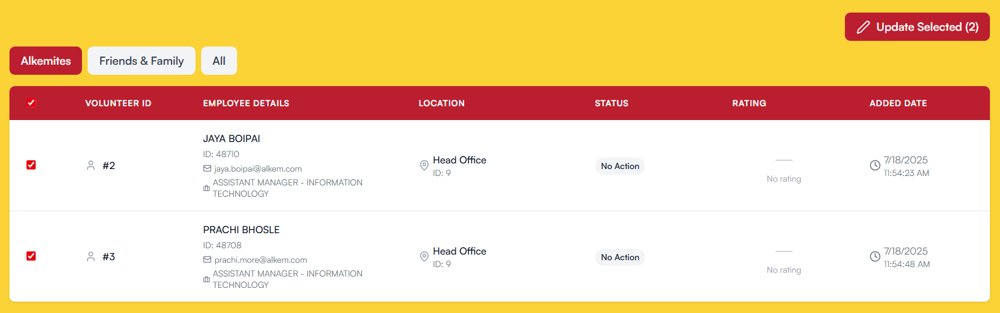 Update Selected (2)
Alkemites
Friends & Family
All
VOLUNTEER ID
EMPLOYEE DETAILS
LOCATION
STATUS
RATING
ADDED DATE
#2
JAYA BOIPAI
ID: 48710
jaya.boipai@alkem.com
ASSISTANT MANAGER - INFORMATION
TECHNOLOGY
Head Office
ID: 9
No Action
No rating
7/18/2025
11:54:23 AM
#3
PRACHI BHOSLE
ID: 48708
prachi.more@alkem.com
ASSISTANT MANAGER - INFORMATION
TECHNOLOGY
Head Office
ID: 9
No Action
No rating
7/18/2025
11:54:48 AM